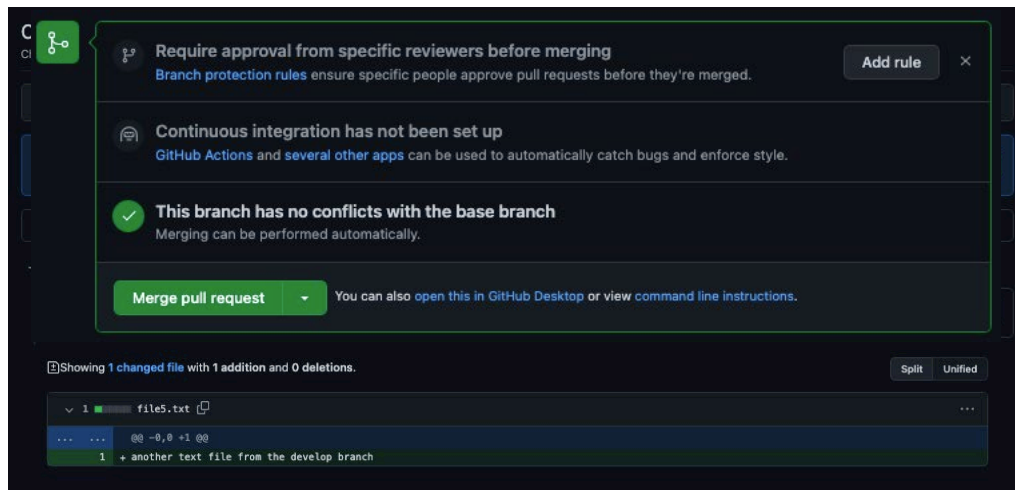 Require approval from specific reviewers before merging
Branch protection rules ensure specific people approve pull requests before they're merged.
Add rule
Continuous integration has not been set up
GitHub Actions and several other apps can be used to automatically catch bugs and enforce style.
This branch has no conflicts with the base branch
Merging can be performed automatically.
Merge pull request
You can also open this in GitHub Desktop or view command line instructions.
Showing 1 changed file with 1 addition and 0 deletions.
Split Unified
1 file5.txt
... ... @@ -0,0 +1 @@
1 + another text file from the develop branch